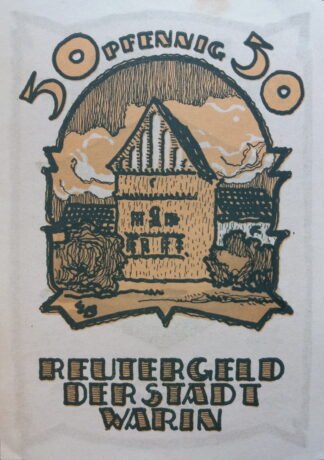 50 PFENNIG 50
REUTERGELD
DER STADT
WARIN